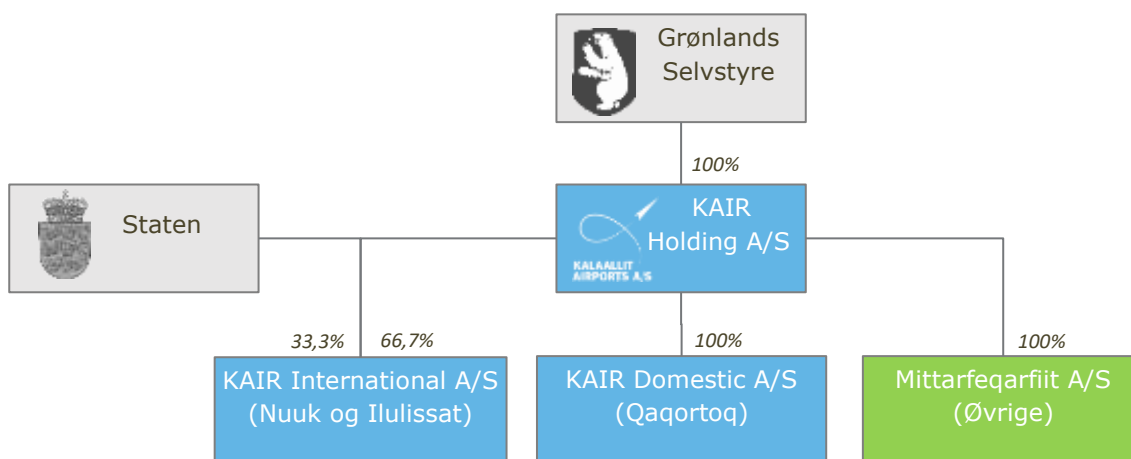 Grønlands
Selvstyre
100%
Staten
KAIR
Holding A/S
KALAALLIT
AIRPORTS A/S
33,3%
66,7%
100%
100%
KAIR International A/S
(Nuuk og Ilulissat)
KAIR Domestic A/S
(Qaqortoq)
Mittarfeqarfiit A/S
(Øvrige)